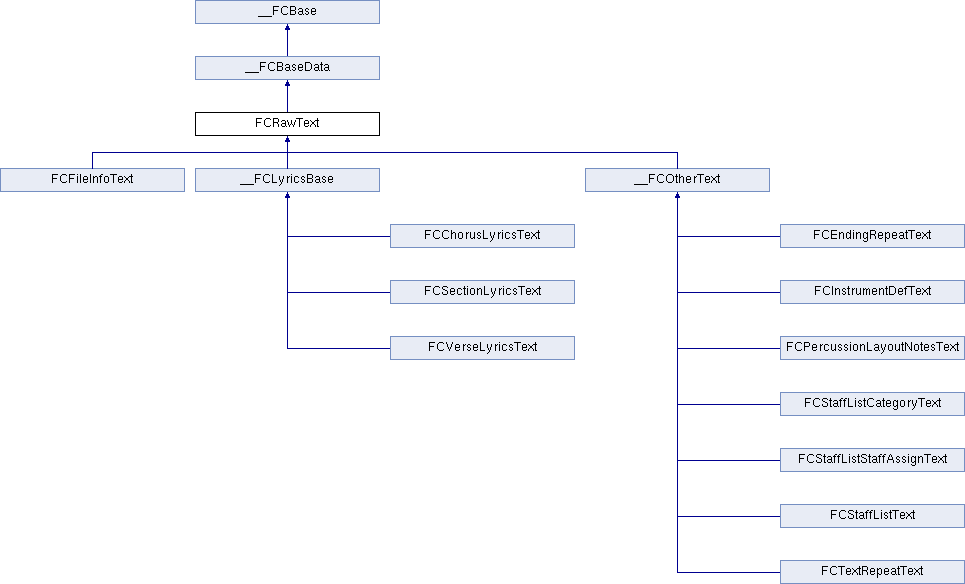 __FCBase
__FCBaseData
FCRawText
FCFileInfoText
__FCLyricsBase
__FCOtherText
FCChorusLyricsText
FCEndingRepeatText
FCSectionLyricsText
FCInstrumentDefText
FCVerseLyricsText
FCPercussionLayoutNotesText
FCStaffListCategoryText
FCStaffListStaffAssignText
FCStaffListText
FCTextRepeatText